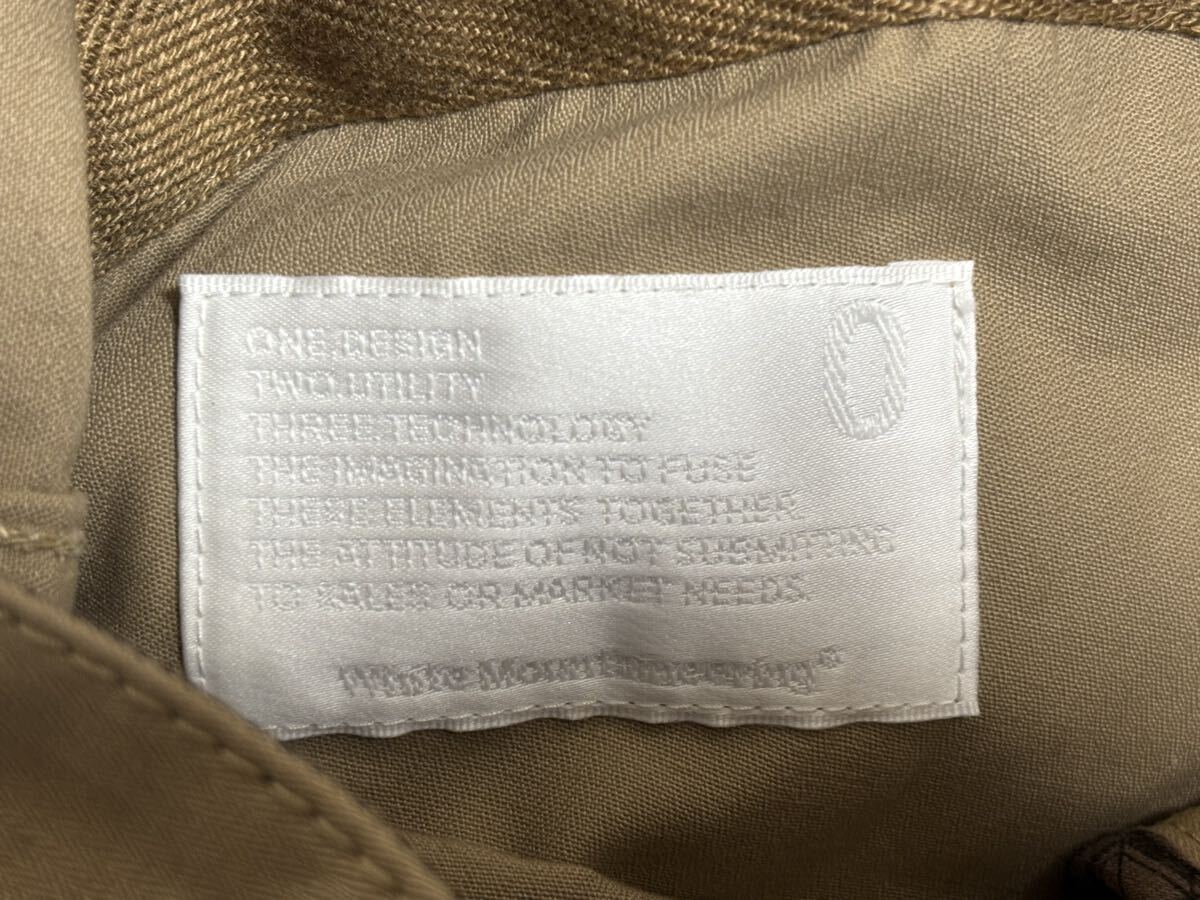 ONE.DESIGN
0
TWO.UTILITY
THREE.TECHNOLOGY
THE IMAGINATION TO FUSE
THESE ELEMENTS TOGETHER.
THE ATTITUDE OF NOT SUBMITTING
TO SALES OR MARKET NEEDS.
White Mountaineering®